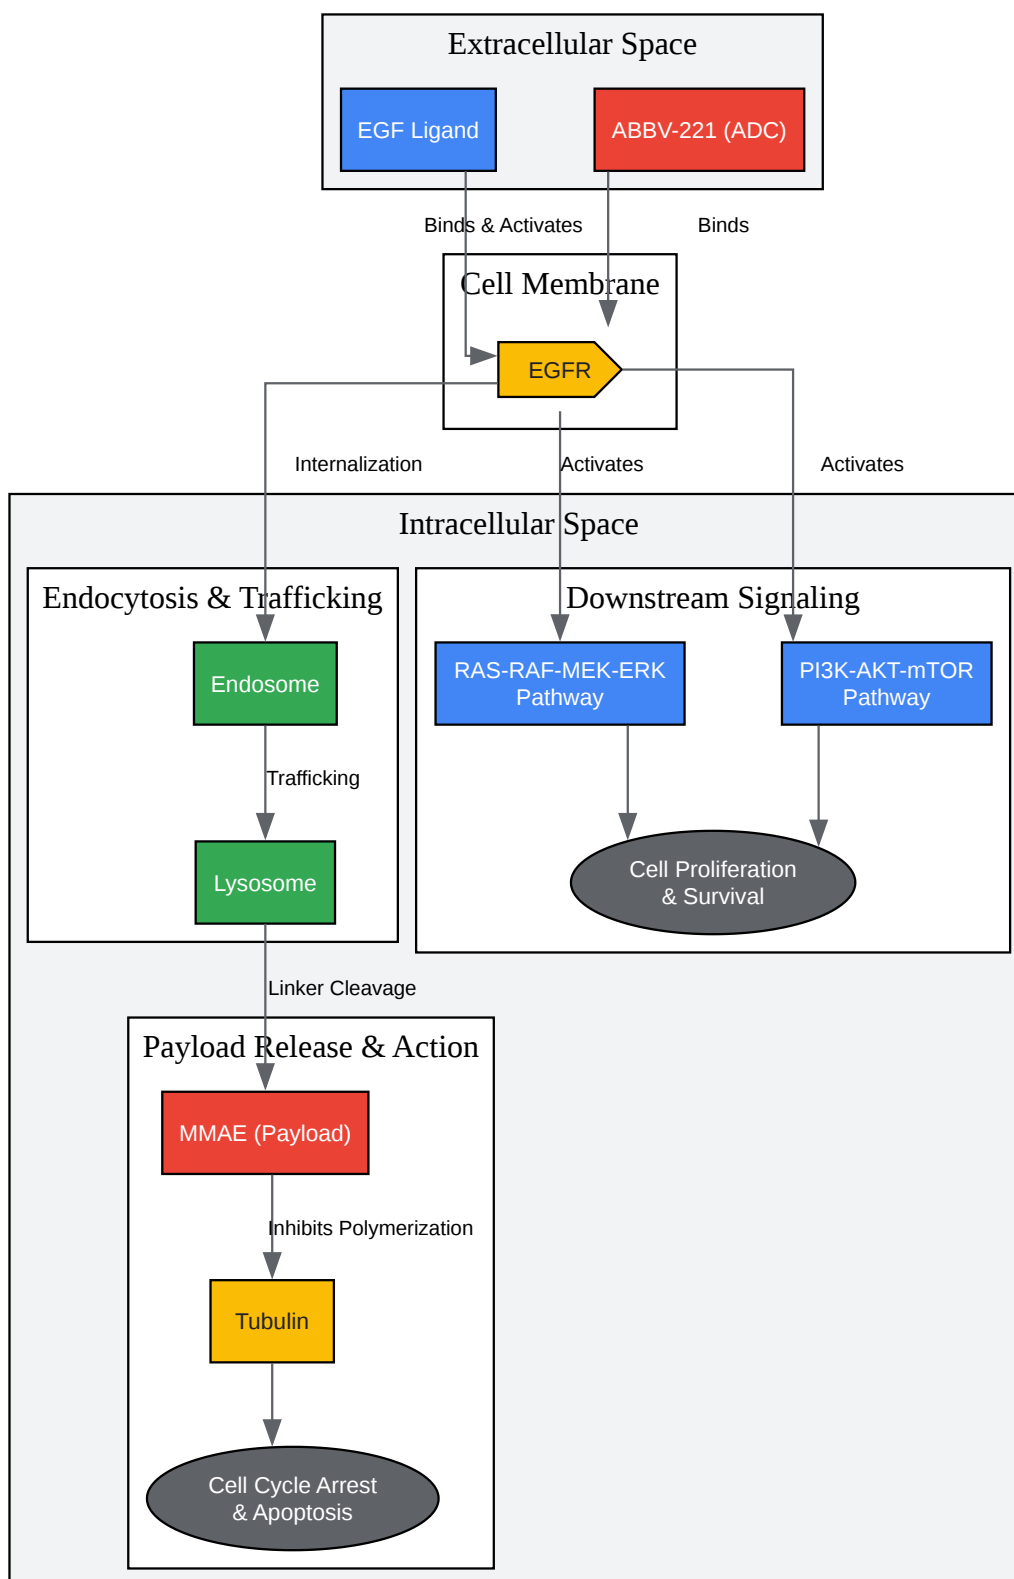 Extracellular Space
EGF Ligand
ABBV-221 (ADC)
Binds & Activates
Binds
Cell Membrane
EGFR
Internalization
Activates
Activates
Intracellular Space
Endocytosis & Trafficking
Downstream Signaling
Endosome
RAS-RAF-MEK-ERK
Pathway
PI3K-AKT-mTOR
Pathway
Trafficking
Lysosome
Cell Proliferation
& Survival
Linker Cleavage
Payload Release & Action
MMAE (Payload)
Inhibits Polymerization
Tubulin
Cell Cycle Arrest
& Apoptosis